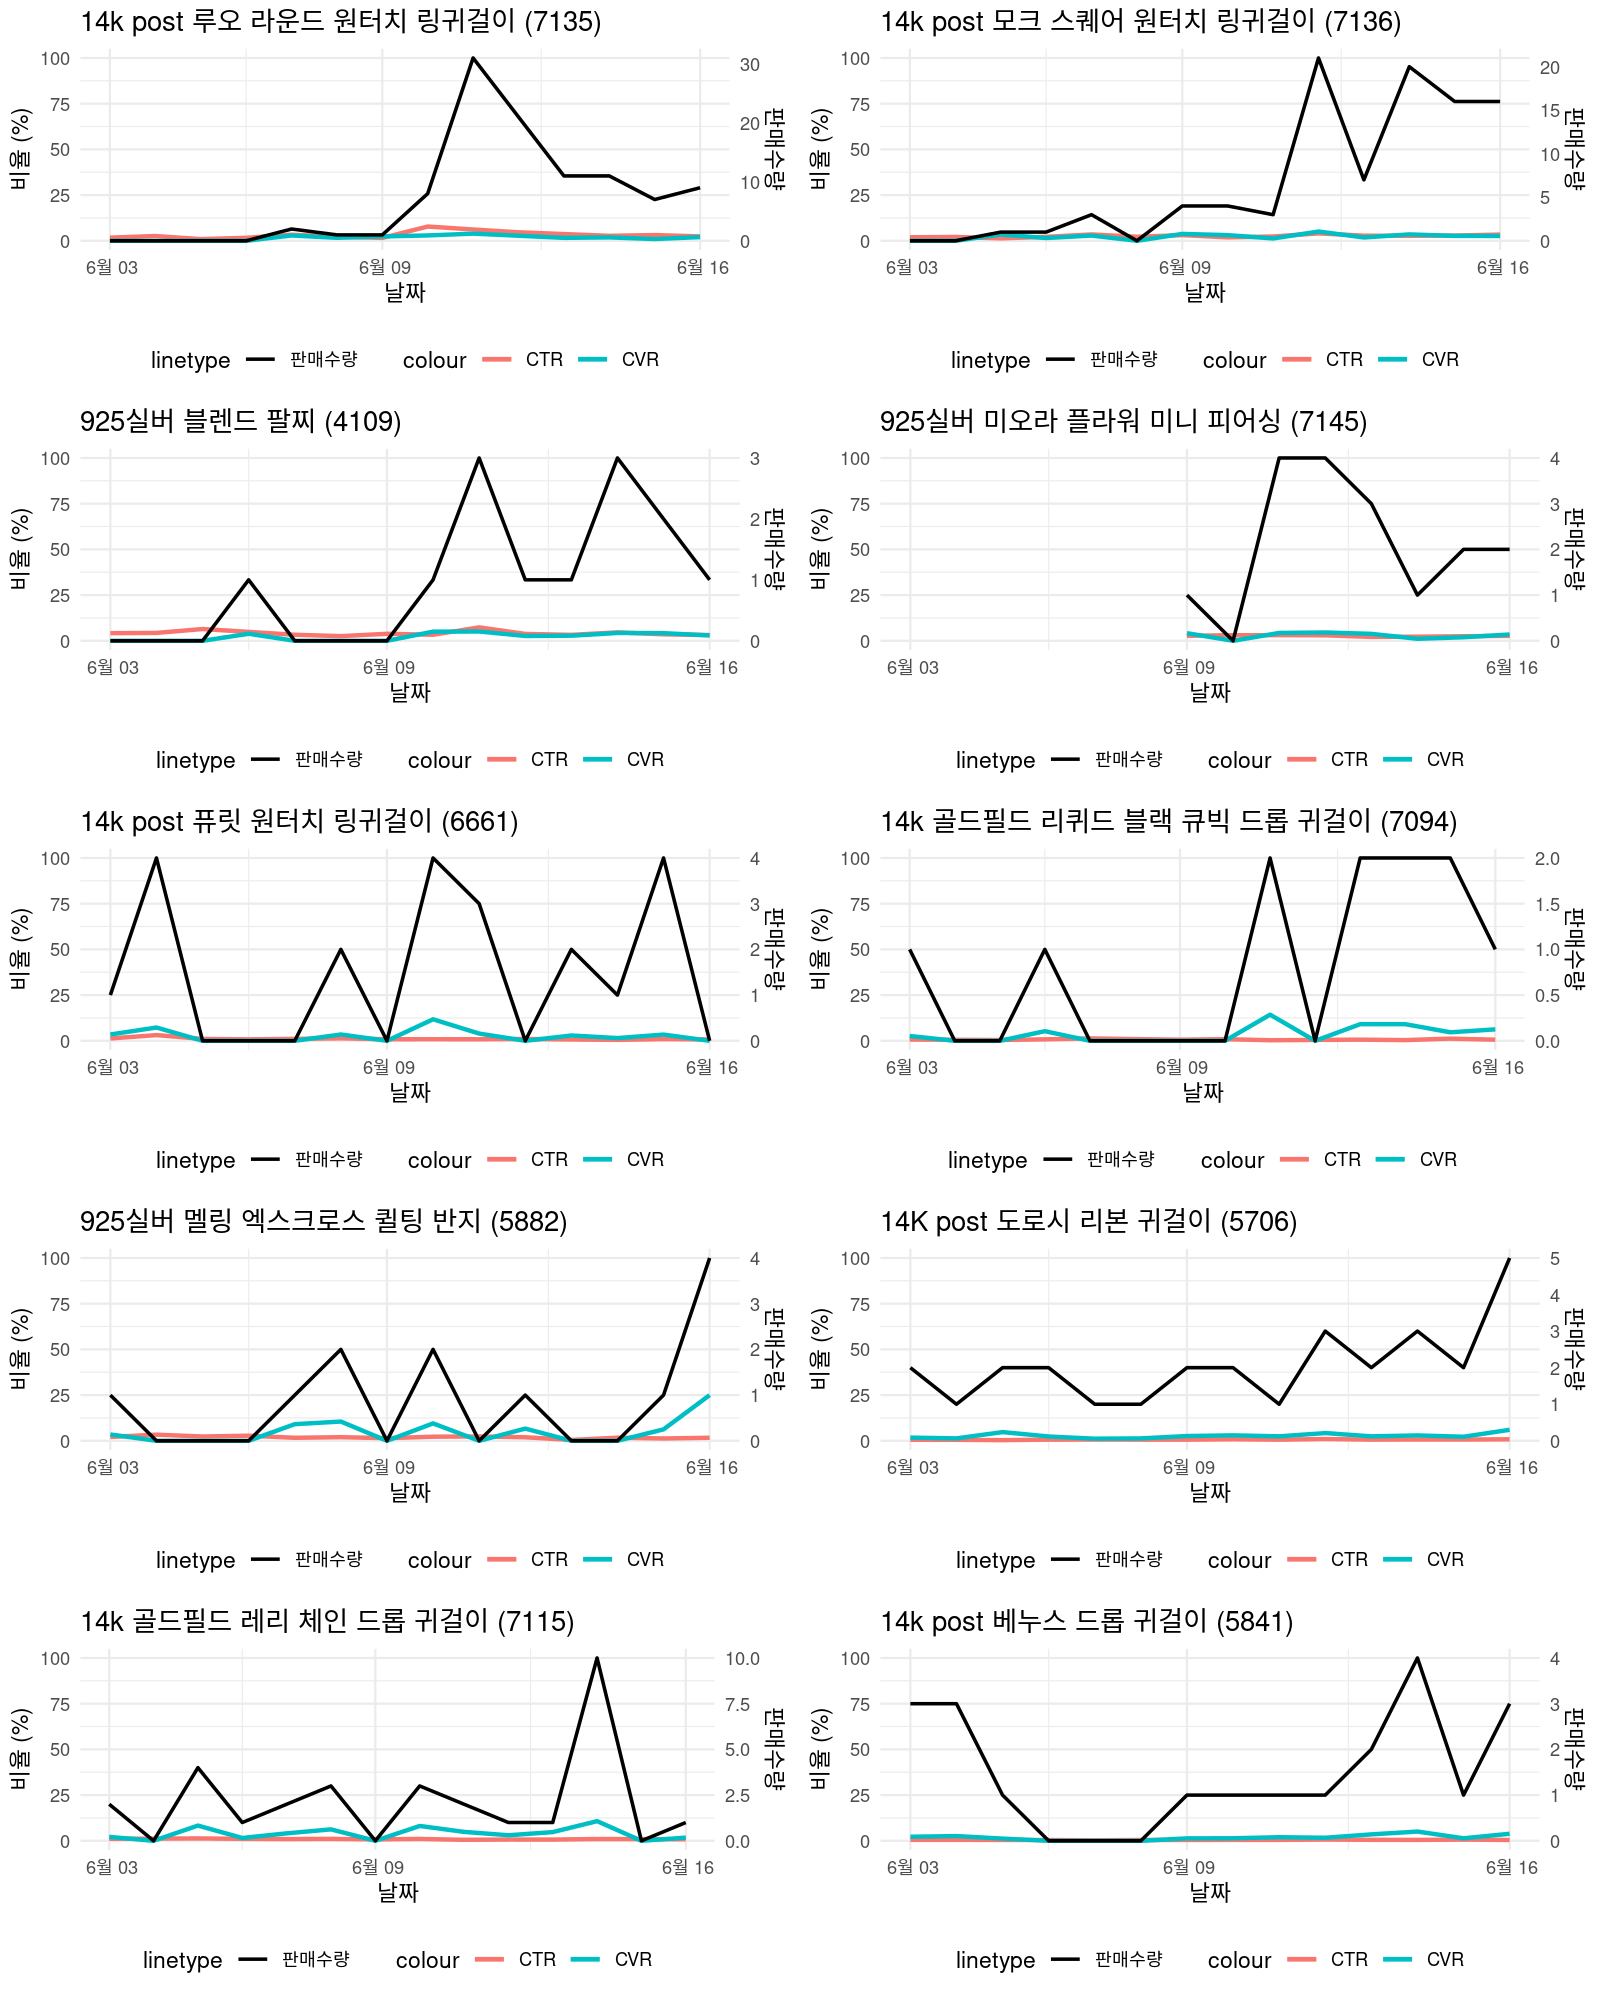 14k post 루오 라운드 원터치 링귀걸이 (7135)
100
75
50
25
0
비율 (%)
30
20
10
0
판매수량
6월 03
6월 09
6월 16
날짜
linetype 판매수량 colour CTR CVR
14k post 모크 스퀘어 원터치 링귀걸이 (7136)
100
75
50
25
0
비율 (%)
20
15
10
5
0
판매수량
6월 03
6월 09
6월 16
날짜
linetype 판매수량 colour CTR CVR
925실버 블렌드 팔찌 (4109)
100
75
50
25
0
비율 (%)
3
2
1
0
판매수량
6월 03
6월 09
6월 16
날짜
linetype 판매수량 colour CTR CVR
925실버 미오라 플라워 미니 피어싱 (7145)
100
75
50
25
0
비율 (%)
4
3
2
1
0
판매수량
6월 03
6월 09
6월 16
날짜
linetype 판매수량 colour CTR CVR
14k post 퓨릿 원터치 링귀걸이 (6661)
100
75
50
25
0
비율 (%)
4
3
2
1
0
판매수량
6월 03
6월 09
6월 16
날짜
linetype 판매수량 colour CTR CVR
14k 골드필드 리퀴드 블랙 큐빅 드롭 귀걸이 (7094)
100
75
50
25
0
비율 (%)
2.0
1.5
1.0
0.5
0.0
판매수량
6월 03
6월 09
6월 16
날짜
linetype 판매수량 colour CTR CVR
925실버 멜링 엑스크로스 퀼팅 반지 (5882)
100
75
50
25
0
비율 (%)
4
3
2
1
0
판매수량
6월 03
6월 09
6월 16
날짜
linetype 판매수량 colour CTR CVR
14K post 도로시 리본 귀걸이 (5706)
100
75
50
25
0
비율 (%)
5
4
3
2
1
0
판매수량
6월 03
6월 09
6월 16
날짜
linetype 판매수량 colour CTR CVR
14k 골드필드 레리 체인 드롭 귀걸이 (7115)
100
75
50
25
0
비율 (%)
10.0
7.5
5.0
2.5
0.0
판매수량
6월 03
6월 09
6월 16
날짜
linetype 판매수량 colour CTR CVR
14k post 베누스 드롭 귀걸이 (5841)
100
75
50
25
0
비율 (%)
4
3
2
1
0
판매수량
6월 03
6월 09
6월 16
날짜
linetype 판매수량 colour CTR CVR